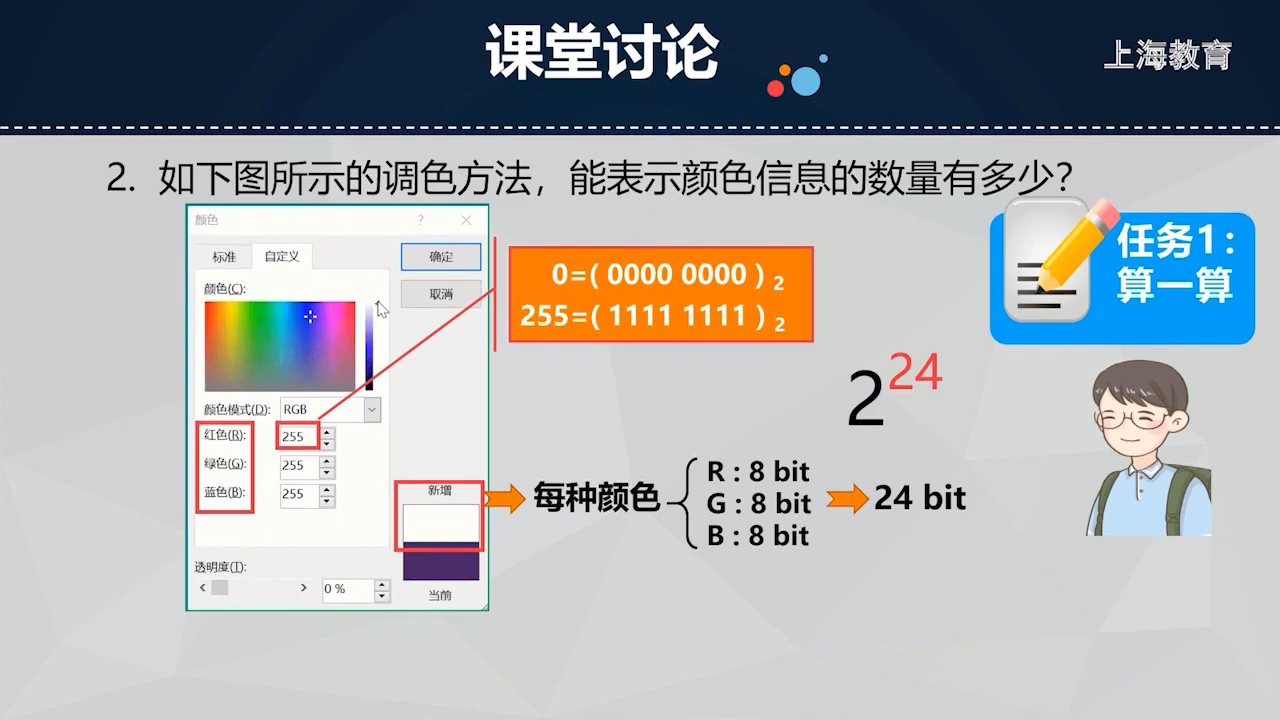 课堂讨论
上海教育
2. 如下图所示的调色方法，能表示颜色信息的数量有多少？
颜色
?
标准
自定义
确定
取消
颜色(C):
颜色模式(D):
RGB
红色(R):
255
绿色(G):
255
蓝色(B):
255
新增
当前
透明度(T):
0 %
0=( 0000 0000 ) 2
255=( 1111 1111 ) 2
任务1：
算一算
2^24
每种颜色
R : 8 bit
G : 8 bit
B : 8 bit
24 bit